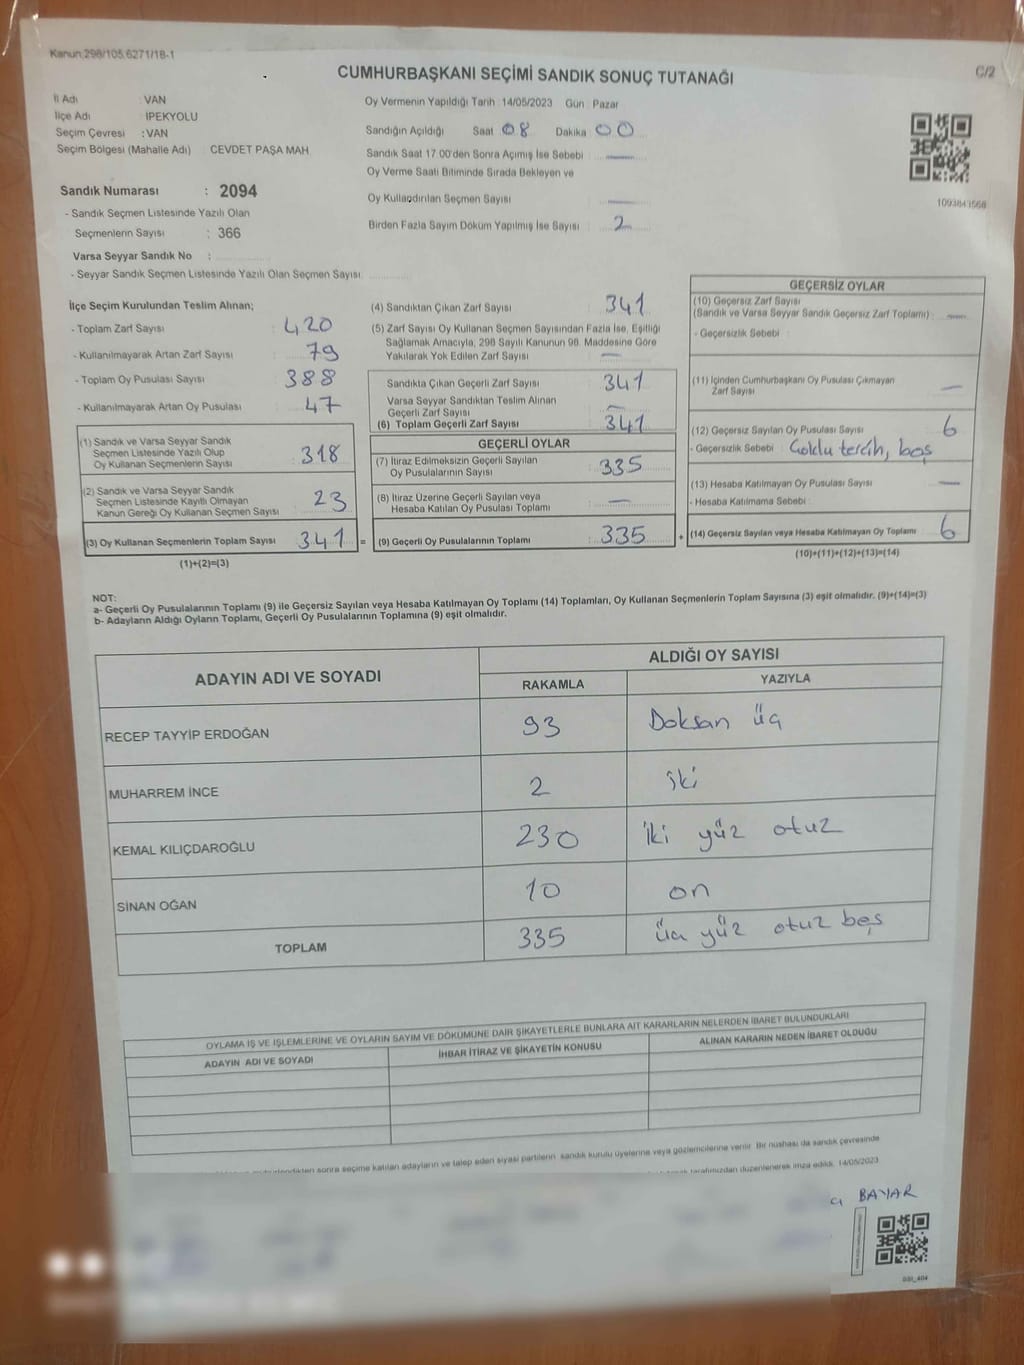 Kanun:298/105,6271/18-1
CUMHURBAŞKANI SEÇİMİ SANDIK SONUÇ TUTANAĞI
C/2
İl Adı : VAN
İlçe Adı : İPEKYOLU
Seçim Çevresi : VAN
Seçim Bölgesi (Mahalle Adı) : CEVDET PAŞA MAH.
Oy Vermenin Yapıldığı Tarih : 14/05/2023 Gün : Pazar
Sandığın Açıldığı Saat 08 Dakika 00
Sandık Saat 17:00'den Sonra Açımış İse Sebebi : —
Oy Verme Saati Bitiminde Sırada Bekleyen ve
Oy Kullandırılan Seçmen Sayısı : —
Birden Fazla Sayım Döküm Yapılmış İse Sayısı : 2
1093843568
Sandık Numarası : 2094
- Sandık Seçmen Listesinde Yazılı Olan
Seçmenlerin Sayısı : 366
Varsa Seyyar Sandık No :
- Seyyar Sandık Seçmen Listesinde Yazılı Olan Seçmen Sayısı :
İlçe Seçim Kurulundan Teslim Alınan;
- Toplam Zarf Sayısı : 420
- Kullanılmayarak Artan Zarf Sayısı : 79
- Toplam Oy Pusulası Sayısı : 388
- Kullanılmayarak Artan Oy Pusulası : 47
(1) Sandık ve Varsa Seyyar Sandık
Seçmen Listesinde Yazılı Olup
Oy Kullanan Seçmenlerin Sayısı : 318
(2) Sandık ve Varsa Seyyar Sandık
Seçmen Listesinde Kayıtlı Olmayan
Kanun Gereği Oy Kullanan Seçmen Sayısı : 23
(3) Oy Kullanan Seçmenlerin Toplam Sayısı : 341 =
(1)+(2)=(3)
(4) Sandıktan Çıkan Zarf Sayısı : 341
(5) Zarf Sayısı Oy Kullanan Seçmen Sayısından Fazla İse, Eşitliği
Sağlamak Amacıyla, 298 Sayılı Kanunun 98. Maddesine Göre
Yakılarak Yok Edilen Zarf Sayısı : —
Sandıkta Çıkan Geçerli Zarf Sayısı : 341
Varsa Seyyar Sandıktan Teslim Alınan
Geçerli Zarf Sayısı : —
(6) Toplam Geçerli Zarf Sayısı : 341
GEÇERLİ OYLAR
(7) İtiraz Edilmeksizin Geçerli Sayılan
Oy Pusulalarının Sayısı : 335
(8) İtiraz Üzerine Geçerli Sayılan veya
Hesaba Katılan Oy Pusulası Toplamı : —
(9) Geçerli Oy Pusulalarının Toplamı : 335 +
GEÇERSİZ OYLAR
(10) Geçersiz Zarf Sayısı
(Sandık ve Varsa Seyyar Sandık Geçersiz Zarf Toplamı) : —
- Geçersizlik Sebebi :
(11) İçinden Cumhurbaşkanı Oy Pusulası Çıkmayan
Zarf Sayısı : —
(12) Geçersiz Sayılan Oy Pusulası Sayısı : 6
- Geçersizlik Sebebi : Çoklu tercih, boş
(13) Hesaba Katılmayan Oy Pusulası Sayısı : —
- Hesaba Katılmama Sebebi :
(14) Geçersiz Sayılan veya Hesaba Katılmayan Oy Toplamı : 6
(10)+(11)+(12)+(13)=(14)
NOT:
a- Geçerli Oy Pusulalarının Toplamı (9) ile Geçersiz Sayılan veya Hesaba Katılmayan Oy Toplamı (14) Toplamları, Oy Kullanan Seçmenlerin Toplam Sayısına (3) eşit olmalıdır. (9)+(14)=(3)
b- Adayların Aldığı Oyların Toplamı, Geçerli Oy Pusulalarının Toplamına (9) eşit olmalıdır.
ADAYIN ADI VE SOYADI
ALDIĞI OY SAYISI
RAKAMLA YAZIYLA
RECEP TAYYİP ERDOĞAN 93 Doksan üç
MUHARREM İNCE 2 iki
KEMAL KILIÇDAROĞLU 230 iki yüz otuz
SİNAN OĞAN 10 on
TOPLAM 335 üç yüz otuz beş
OYLAMA İŞ VE İŞLEMLERİNE VE OYLARIN SAYIM VE DÖKÜMÜNE DAİR ŞİKAYETLERLE BUNLARA AİT KARARLARIN NELERDEN İBARET BULUNDUKLARI
ADAYIN ADI VE SOYADI
İHBAR İTİRAZ VE ŞİKAYETİN KONUSU
ALINAN KARARIN NEDEN İBARET OLDUĞU
sonra seçime katılan adayların ve talep eden siyasi partilerin sandık kurulu üyelerine veya gözlemcilerine verilir. Bir nüshası da sandık çevresinde
tarafımızdan düzenlenerek imza edildi. 14/05/2023
BAYAR